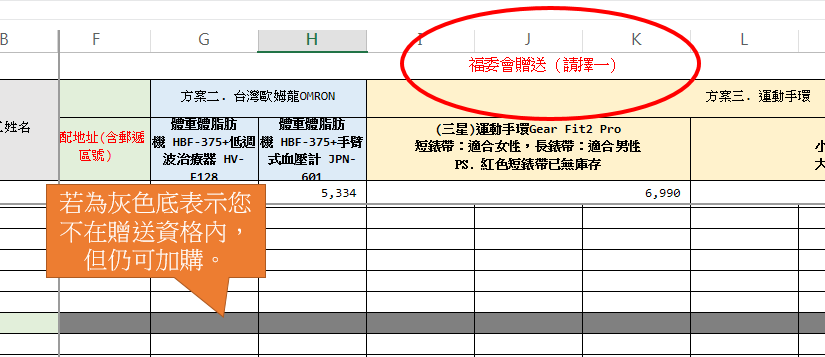 B F G H I J K L
福委會贈送 (請擇一)
方案二. 台灣歐姆龍OMRON
方案三. 運動手環
姓名
配地址(含郵遞
區號)
體重體脂肪
機 HBF-375+低週
波治療器 HV-
F128
體重體脂肪
機 HBF-375+手臂
式血壓計 JPN-
601
(三星)運動手環Gear Fit2 Pro
短錶帶：適合女性，長錶帶：適合男性
PS. 紅色短錶帶已無庫存
小
大
5,334
6,990
若為灰色底表示您
不在贈送資格內，
但仍可加購。